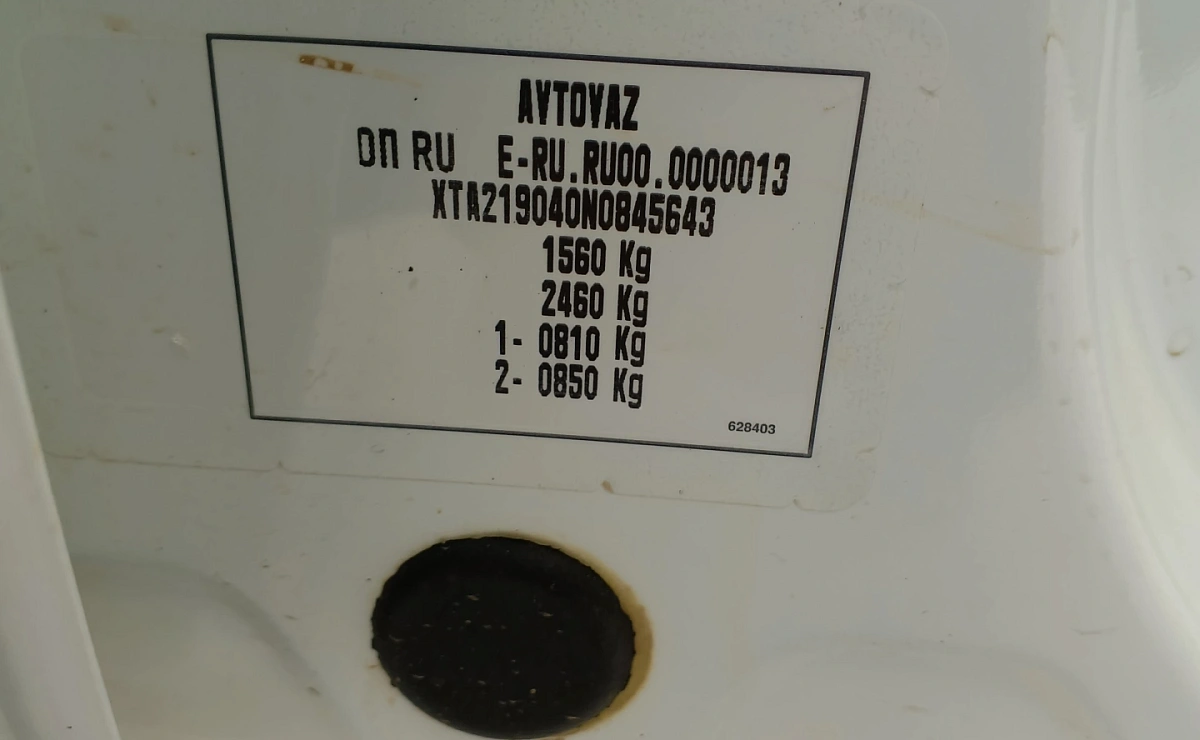 AVTOVAZ
ОП RU E-RU.RU00.0000013
XTA219040N0845643
1560 Kg
2460 Kg
1- 0810 Kg
2- 0850 Kg
628403